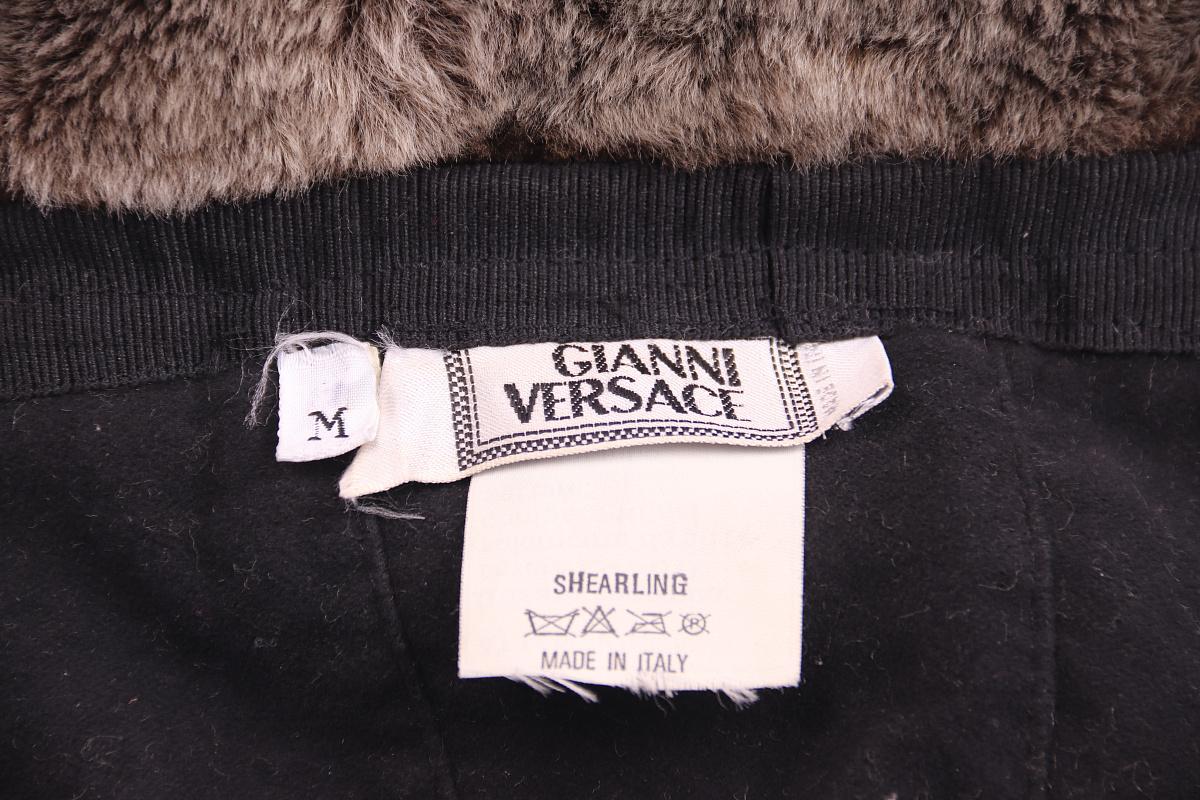 M
GIANNI
VERSACE
SHEARLING
MADE IN ITALY